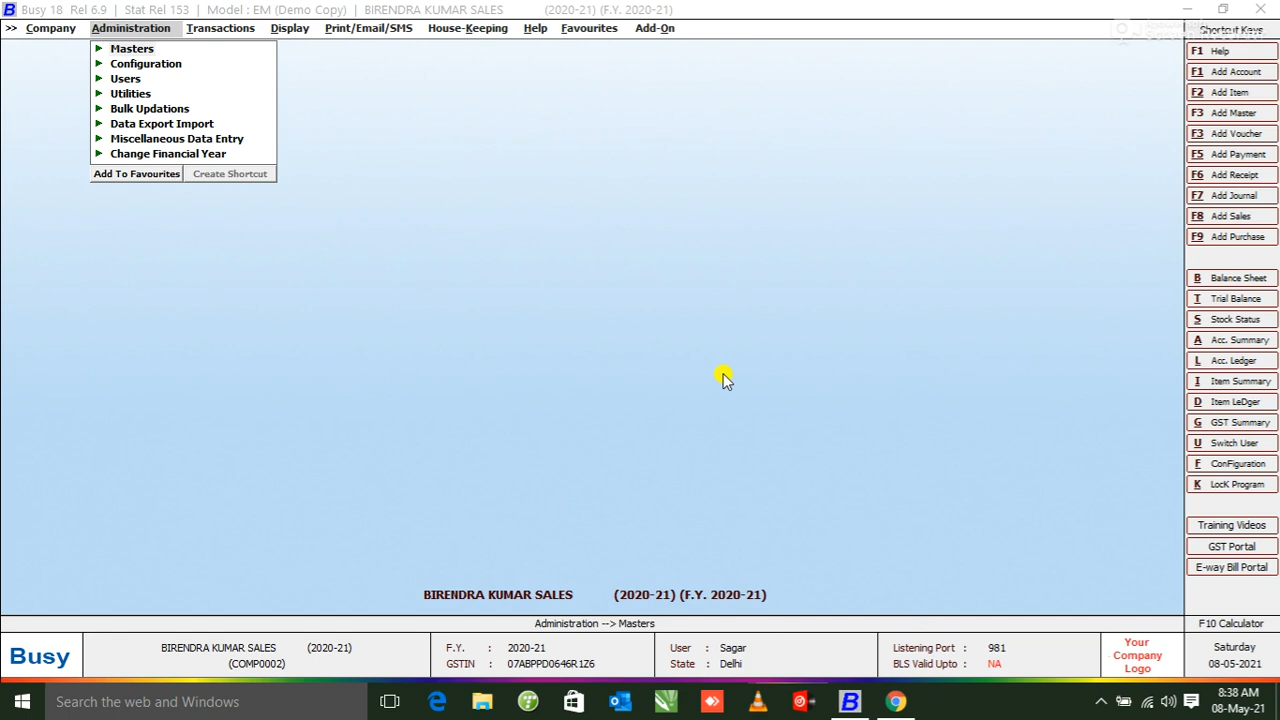 Busy 18 | Rel 6.9 | Stat Rel 153 | Model : EM (Demo Copy) | BIRENDRA KUMAR SALES (2020-21) (F.Y. 2020-21)
>> Company Administration Transactions Display Print/Email/SMS House-Keeping Help Favourites Add-On
Shortcut Keys
Masters
Configuration
Users
Utilities
Bulk Updations
Data Export Import
Miscellaneous Data Entry
Change Financial Year
Add To Favourites Create Shortcut
F1 Help
F1 Add Account
F2 Add Item
F3 Add Master
F3 Add Voucher
F5 Add Payment
F6 Add Receipt
F7 Add Journal
F8 Add Sales
F9 Add Purchase
B Balance Sheet
T Trial Balance
S Stock Status
A Acc. Summary
L Acc. Ledger
I Item Summary
D Item LeDger
G GST Summary
U Switch User
F ConFiguration
K LocK Program
Training Videos
GST Portal
E-way Bill Portal
BIRENDRA KUMAR SALES (2020-21) (F.Y. 2020-21)
Administration --> Masters
F10 Calculator
Busy
BIRENDRA KUMAR SALES (2020-21)
(COMP0002)
F.Y. : 2020-21
GSTIN : 07ABPPD0646R1Z6
User : Sagar
State : Delhi
Listening Port : 981
BLS Valid Upto : NA
Your
Company
Logo
Saturday
08-05-2021
Search the web and Windows
8:38 AM
08-May-21